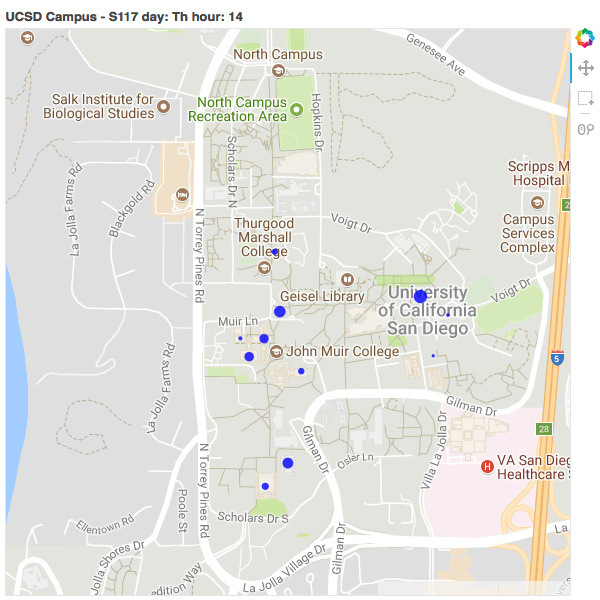 UCSD Campus - S117 day: Th hour: 14
Genesee Ave
North Campus
Salk Institute for
Biological Studies
North Campus
Recreation Area
Hopkins Dr
Scholars Dr N
La Jolla Farms Rd
Blackgold Rd
Scripps M
Hospital
2
Campus
Services
Complex
N Torrey Pines Rd
Voigt Dr
Thurgood
Marshall
College
Geisel Library
University
of California
San Diego
Voigt Dr
Muir Ln
John Muir College
5
La Jolla Farms Rd
Gilman Dr
Gilman Dr
Villa La Jolla Dr
28
Osler Ln
H
VA San Dieg
Healthcare
N Torrey Pines Rd
Poole St
Ellentown Rd
Scholars Dr S
La
La Jolla Shores Dr
Gilman Dr
La Jolla Village Dr
edition Way